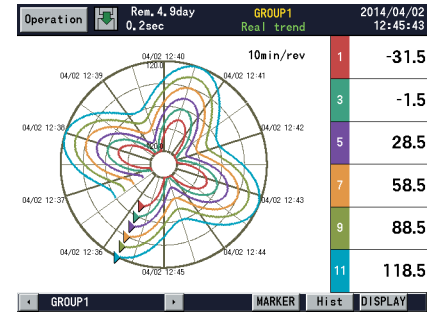 Operation
Rem.4.9day
0.2sec
GROUP1
Real trend
2014/04/02
12:45:43
10min/rev
04/02 12:40
120.0
04/02 12:39
04/02 12:41
04/02 12:38
04/02 12:42
04/02 12:37
04/02 12:43
04/02 12:36
04/02 12:44
04/02 12:45
1 -31.5
3 -1.5
5 28.5
7 58.5
9 88.5
11 118.5
GROUP1
MARKER
Hist
DISPLAY